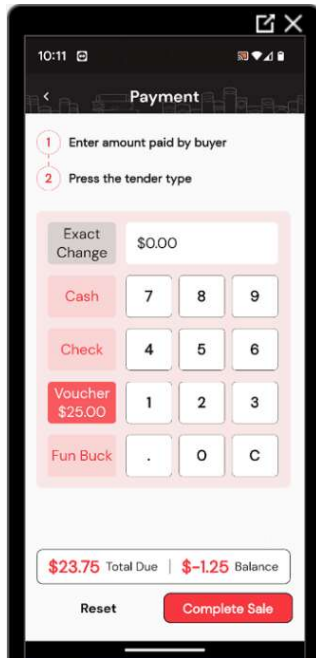 10:11
Payment
1 Enter amount paid by buyer
2 Press the tender type
Exact
Change
$0.00
Cash 7 8 9
Check 4 5 6
Voucher
$25.00
1 2 3
Fun Buck . 0 C
$23.75 Total Due | $-1.25 Balance
Reset Complete Sale